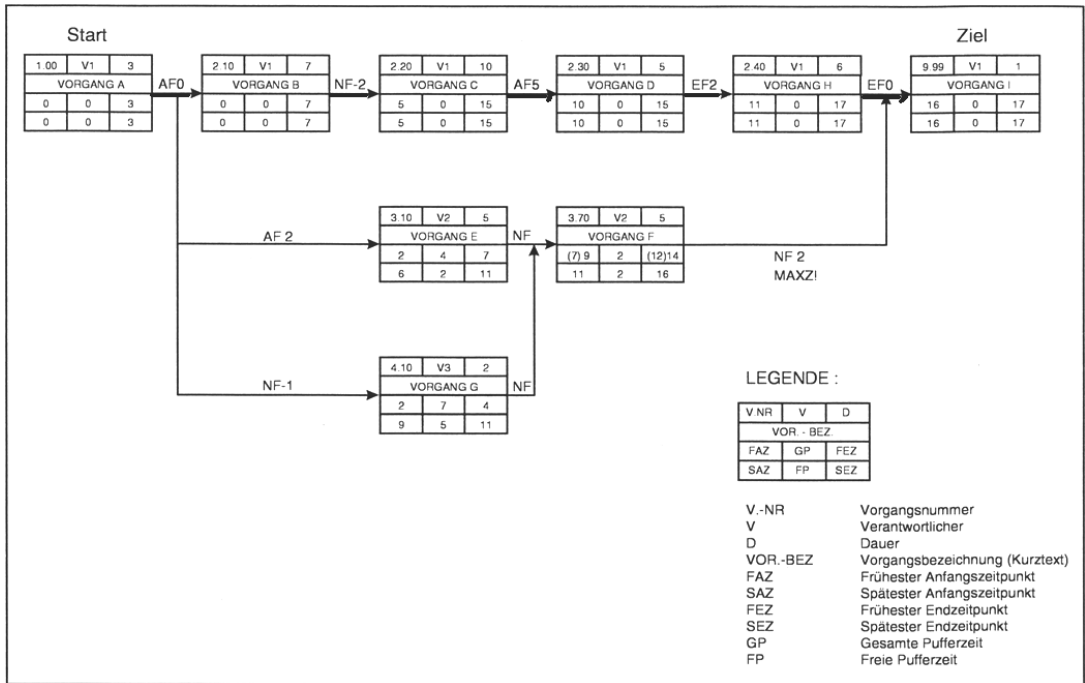 Start
Ziel
1.00 V1 3
VORGANG A
0 0 3
0 0 3
AF0
2.10 V1 7
VORGANG B
0 0 7
0 0 7
NF-2
2.20 V1 10
VORGANG C
5 0 15
5 0 15
AF5
2.30 V1 5
VORGANG D
10 0 15
10 0 15
EF2
2.40 V1 6
VORGANG H
11 0 17
11 0 17
EF0
9.99 V1 1
VORGANG I
16 0 17
16 0 17
AF 2
3.10 V2 5
VORGANG E
2 4 7
6 2 11
NF
3.70 V2 5
VORGANG F
(7) 9 2 (12)14
11 2 16
NF 2
MAXZ!
NF-1
4.10 V3 2
VORGANG G
2 7 4
9 5 11
NF
LEGENDE :
V.NR V D
VOR. - BEZ.
FAZ GP FEZ
SAZ FP SEZ
V.-NR Vorgangsnummer
V Verantwortlicher
D Dauer
VOR.-BEZ Vorgangsbezeichnung (Kurztext)
FAZ Frühester Anfangszeitpunkt
SAZ Spätester Anfangszeitpunkt
FEZ Frühester Endzeitpunkt
SEZ Spätester Endzeitpunkt
GP Gesamte Pufferzeit
FP Freie Pufferzeit